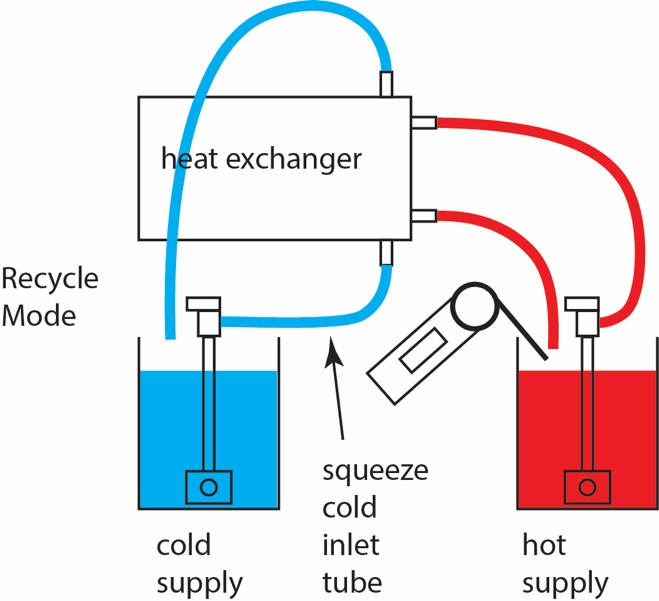 heat exchanger
Recycle
Mode
squeeze
cold
inlet
tube
cold
supply
hot
supply